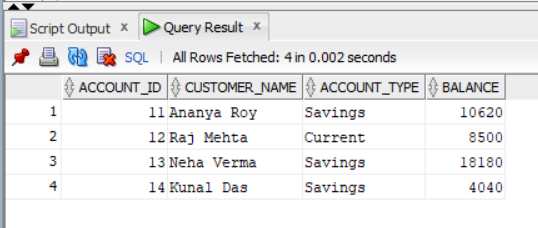 Script Output x Query Result x
SQL | All Rows Fetched: 4 in 0.002 seconds
ACCOUNT_ID CUSTOMER_NAME ACCOUNT_TYPE BALANCE
1 11 Ananya Roy Savings 10620
2 12 Raj Mehta Current 8500
3 13 Neha Verma Savings 18180
4 14 Kunal Das Savings 4040